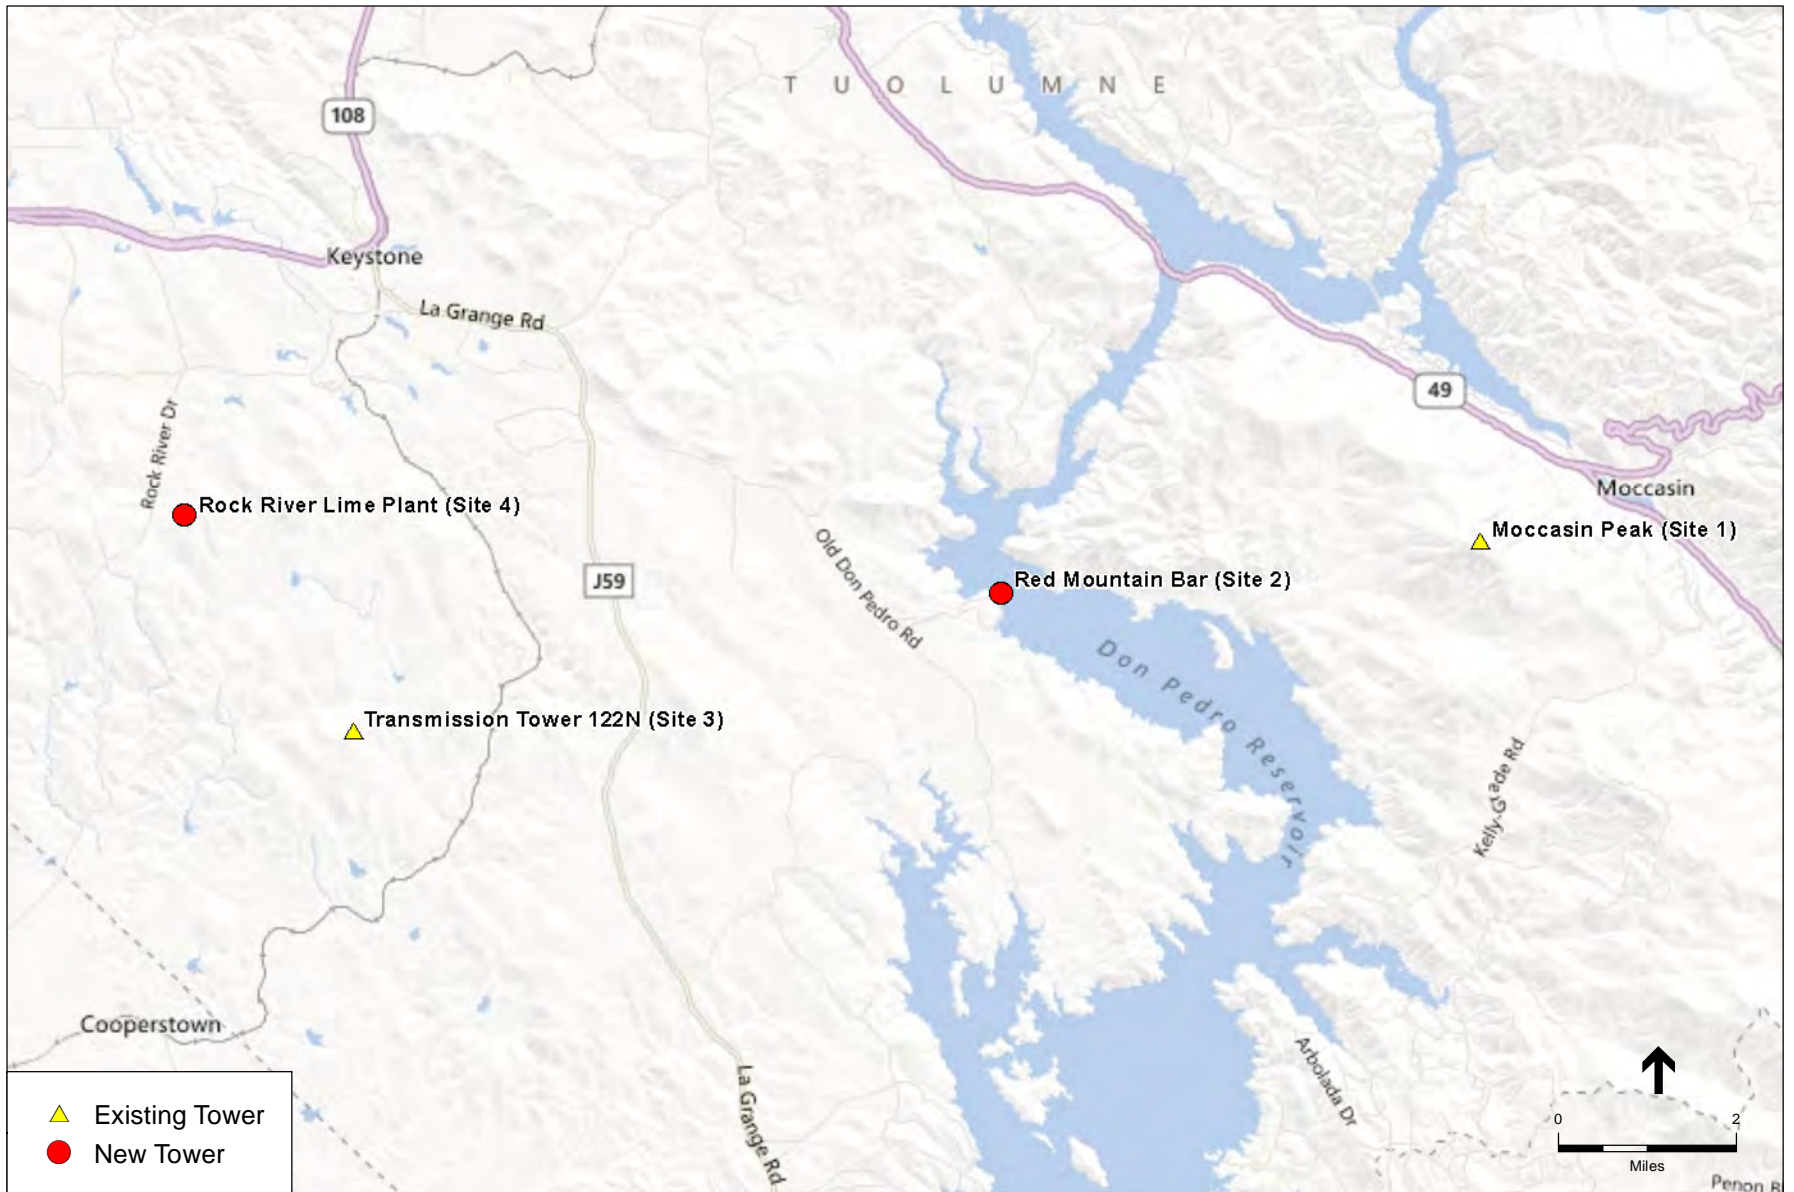 T U O L U M N E
108
Keystone
La Grange Rd
49
Rock River Dr
Moccasin
Rock River Lime Plant (Site 4)
Moccasin Peak (Site 1)
Old Don Pedro Rd
J59
Red Mountain Bar (Site 2)
Don Pedro Reservoir
Transmission Tower 122N (Site 3)
Kelly-Grade Rd
Cooperstown
La Grange Rd
Arbolada Dr
0 2
Miles
Existing Tower
New Tower
Penon B